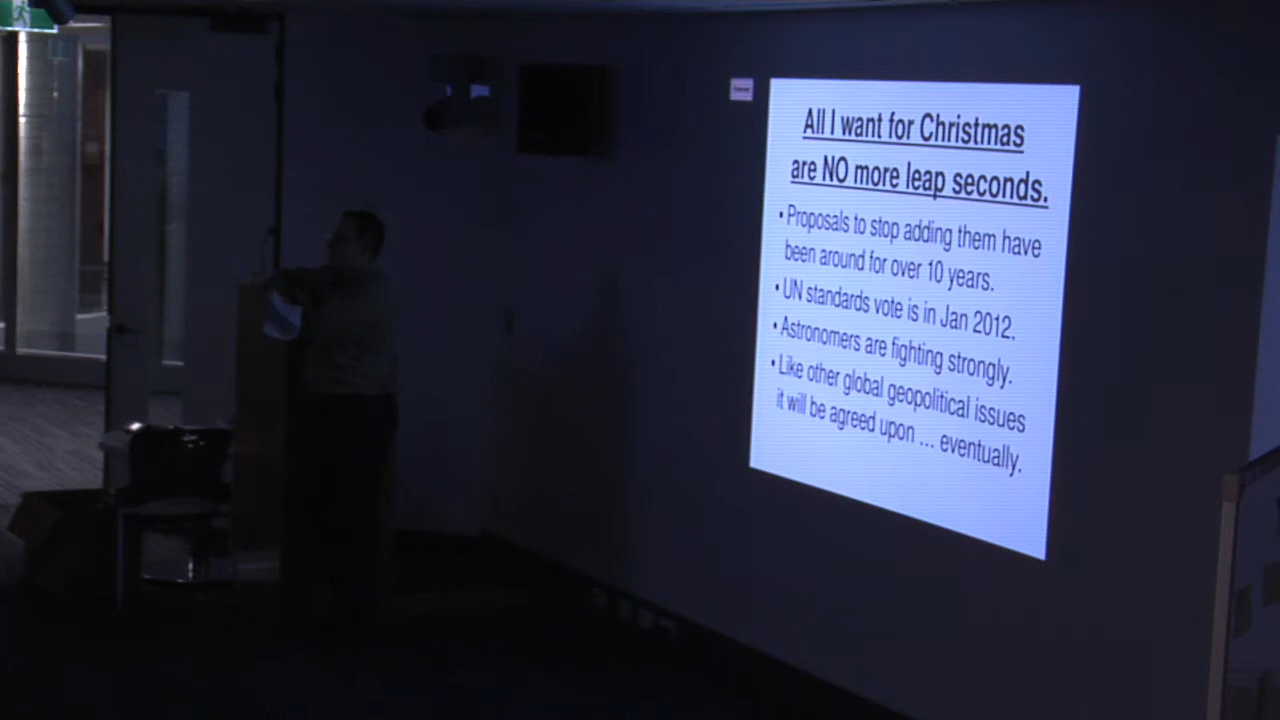 All I want for Christmas
are NO more leap seconds.
• Proposals to stop adding them have
been around for over 10 years.
• UN standards vote is in Jan 2012.
• Astronomers are fighting strongly.
• Like other global geopolitical issues
it will be agreed upon ... eventually.